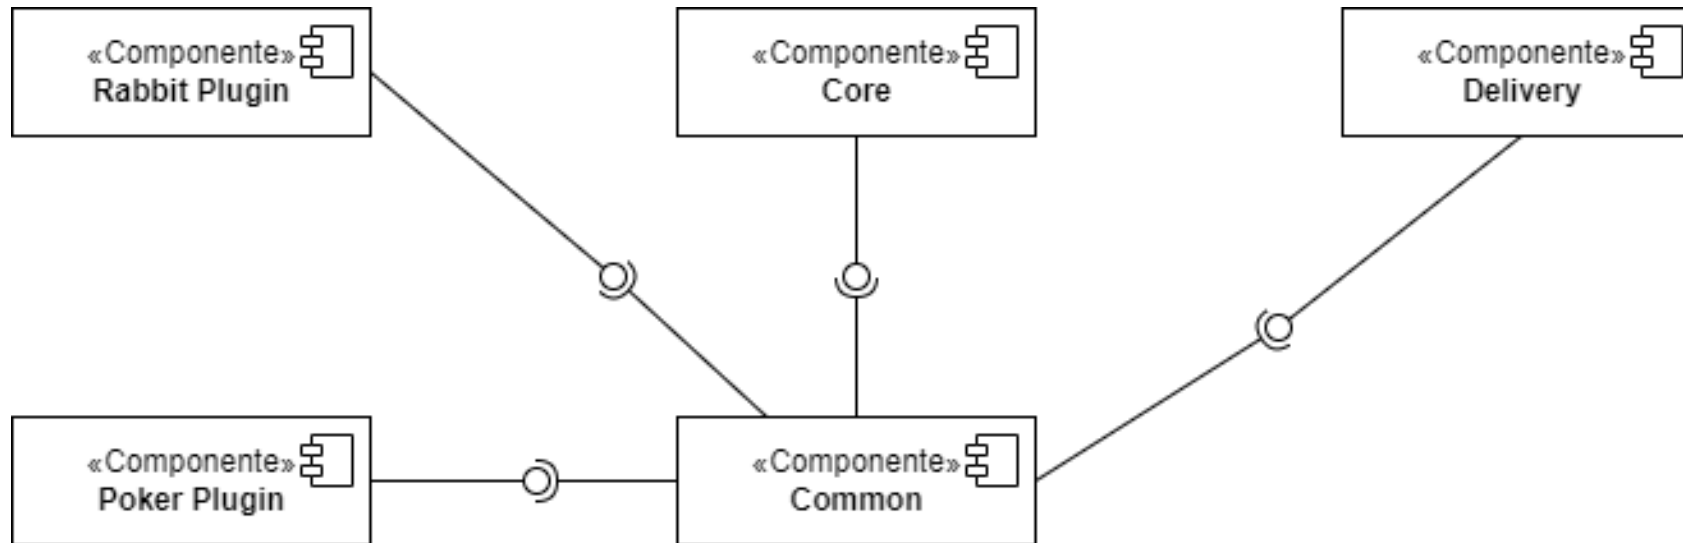 «Componente»
Rabbit Plugin
«Componente»
Core
«Componente»
Delivery
«Componente»
Poker Plugin
«Componente»
Common